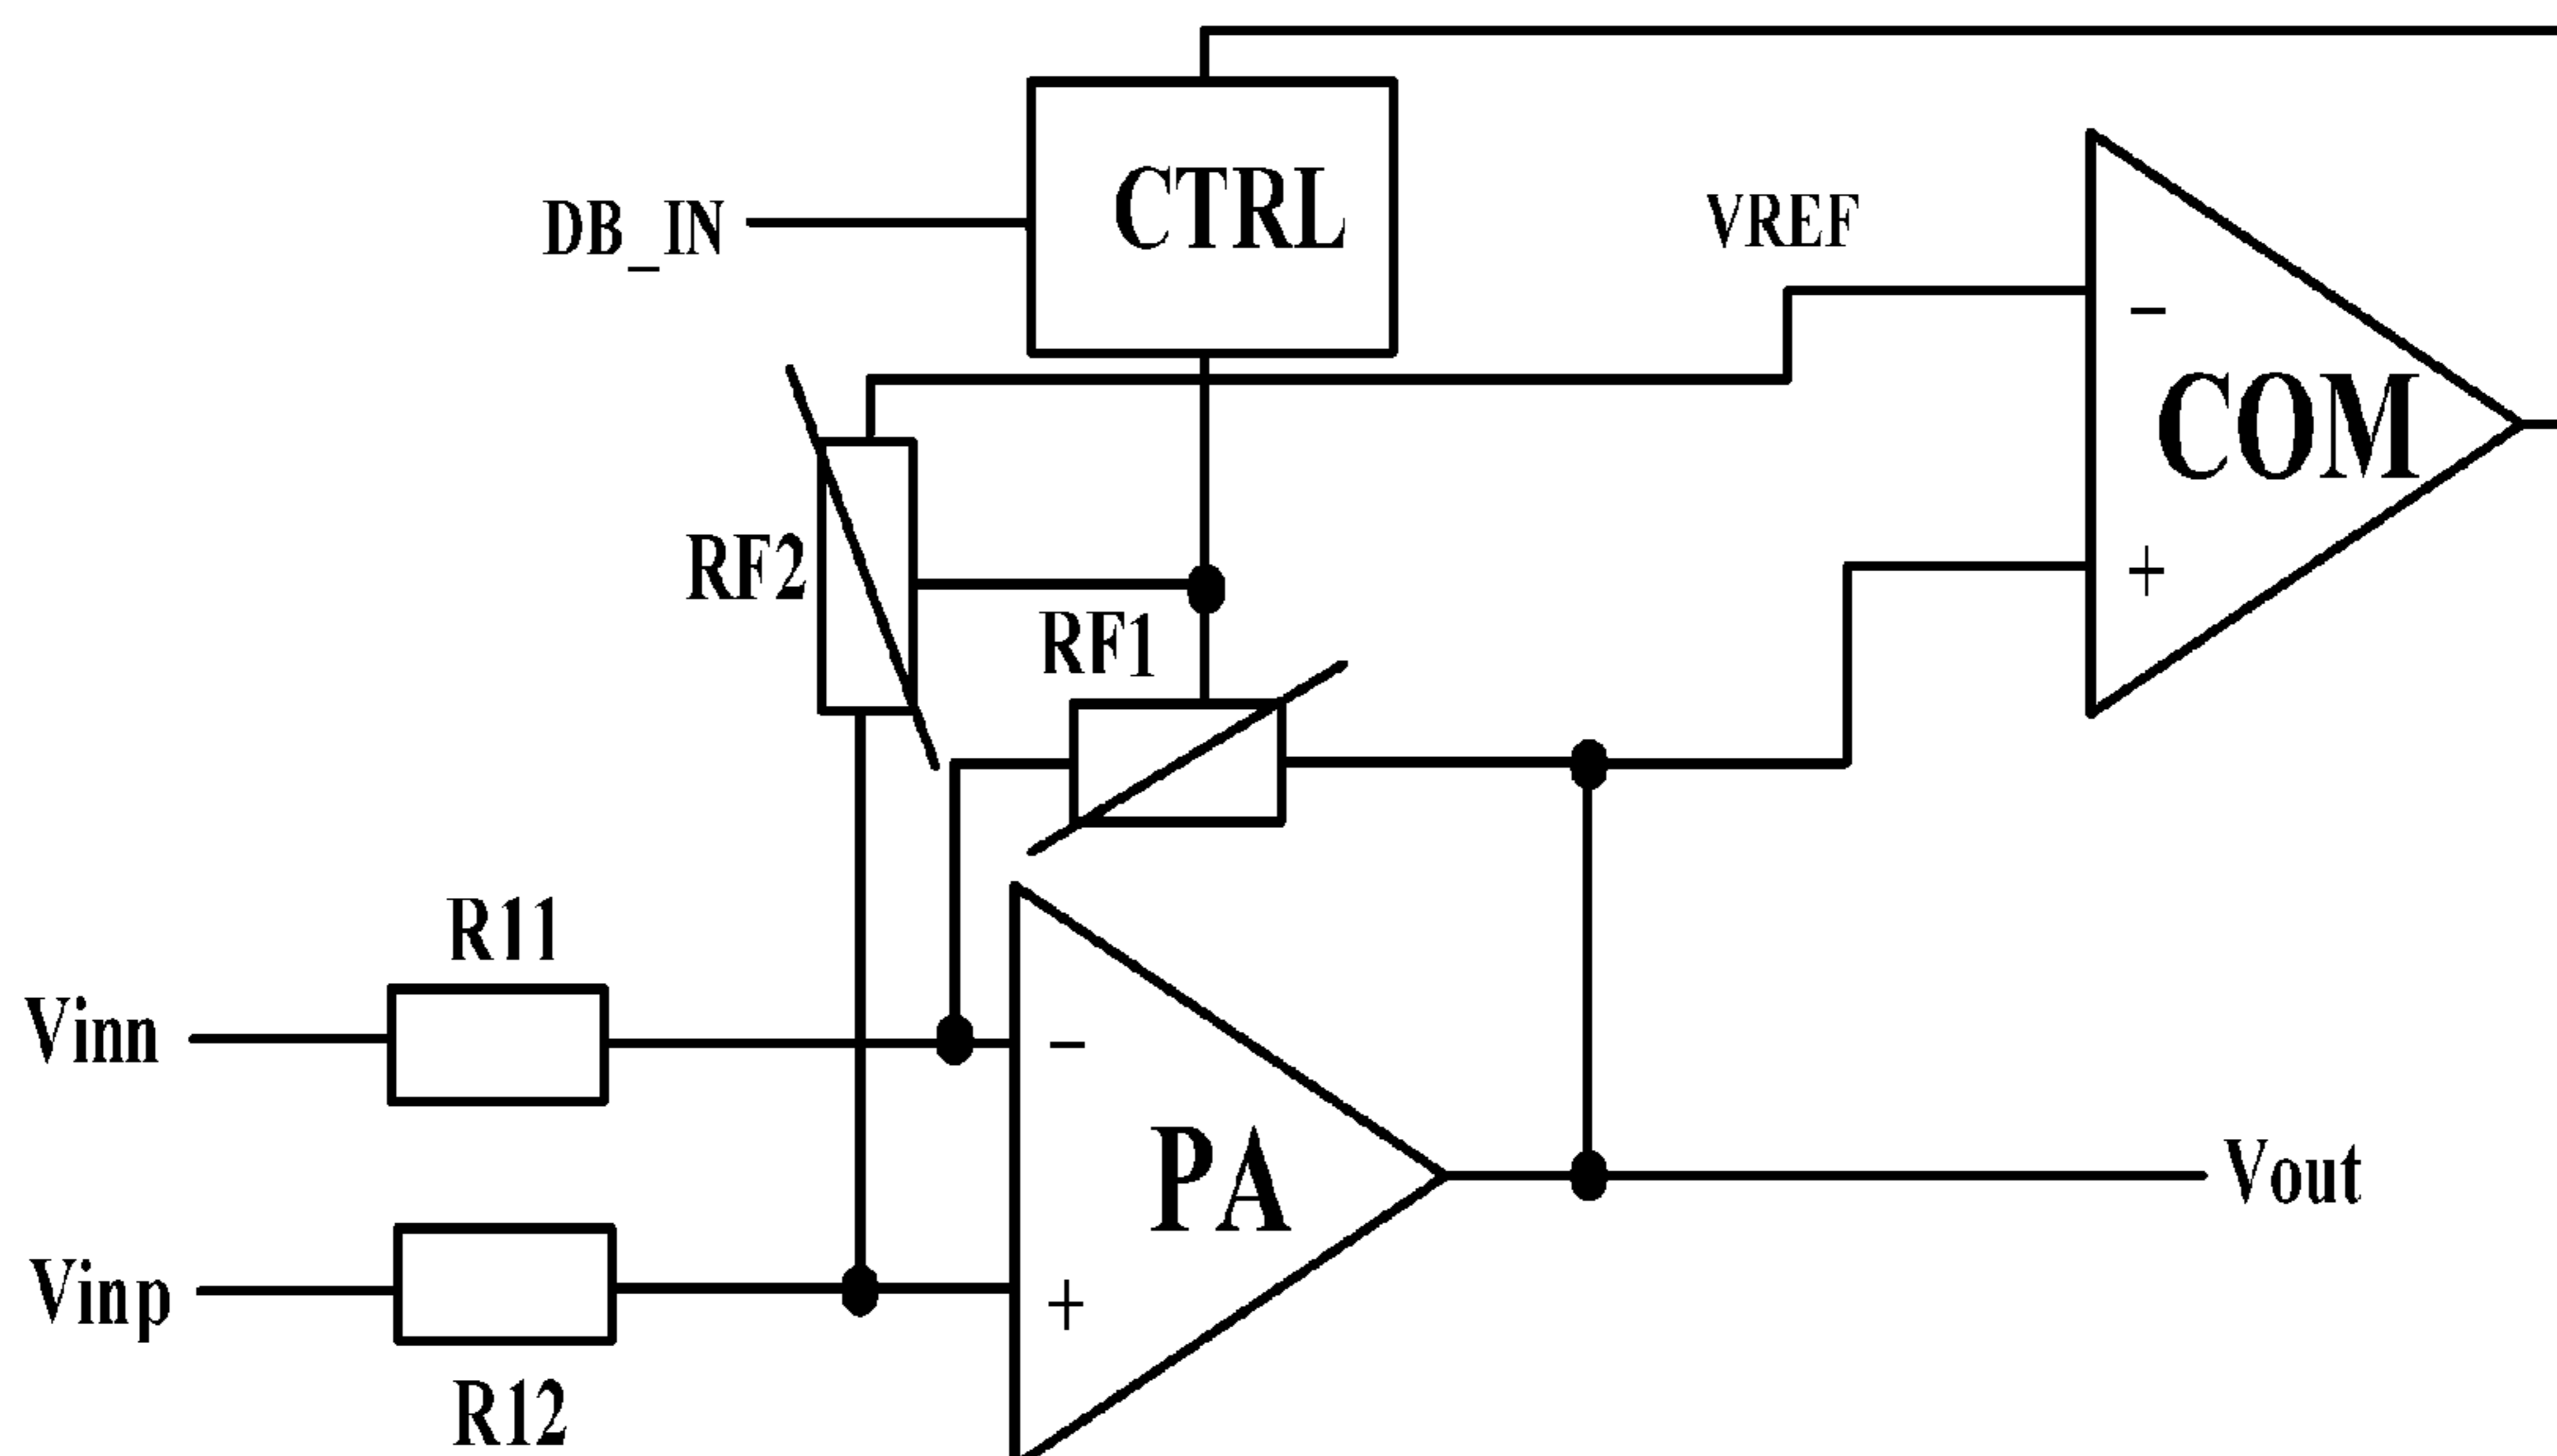 CTRL
DB_IN
VREF
−
COM
RF2
+
RF1
R11
Vinn
−
PA
Vout
Vinp
+
R12